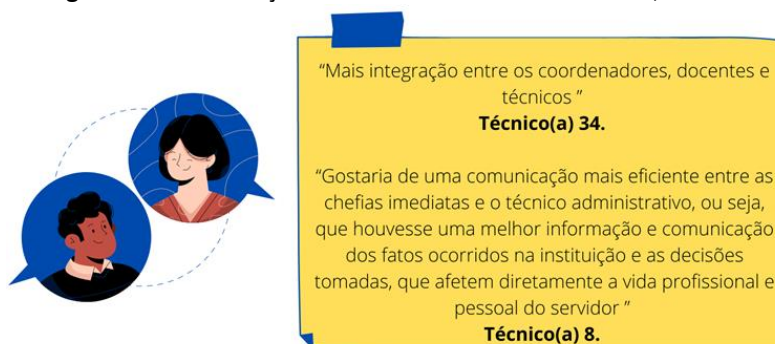 “Mais integração entre os coordenadores, docentes e
técnicos ”
Técnico(a) 34.
“Gostaria de uma comunicação mais eficiente entre as
chefias imediatas e o técnico administrativo, ou seja,
que houvesse uma melhor informação e comunicação
dos fatos ocorridos na instituição e as decisões
tomadas, que afetem diretamente a vida profissional e
pessoal do servidor ”
Técnico(a) 8.